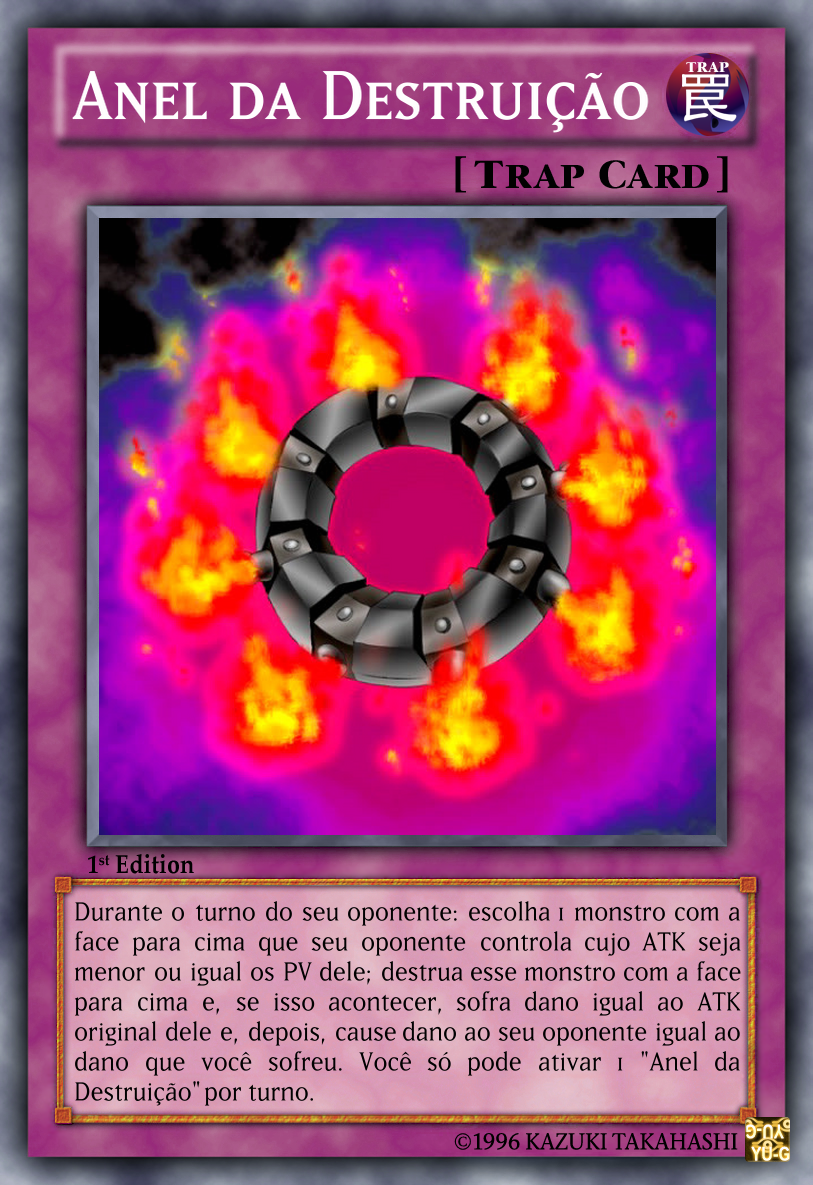 Anel da Destruição
TRAP
罠
[Trap Card]
1st Edition
Durante o turno do seu oponente: escolha 1 monstro com a
face para cima que seu oponente controla cujo ATK seja
menor ou igual os PV dele; destrua esse monstro com a face
para cima e, se isso acontecer, sofra dano igual ao ATK
original dele e, depois, cause dano ao seu oponente igual ao
dano que você sofreu. Você só pode ativar 1 "Anel da
Destruição" por turno.
©1996 KAZUKI TAKAHASHI